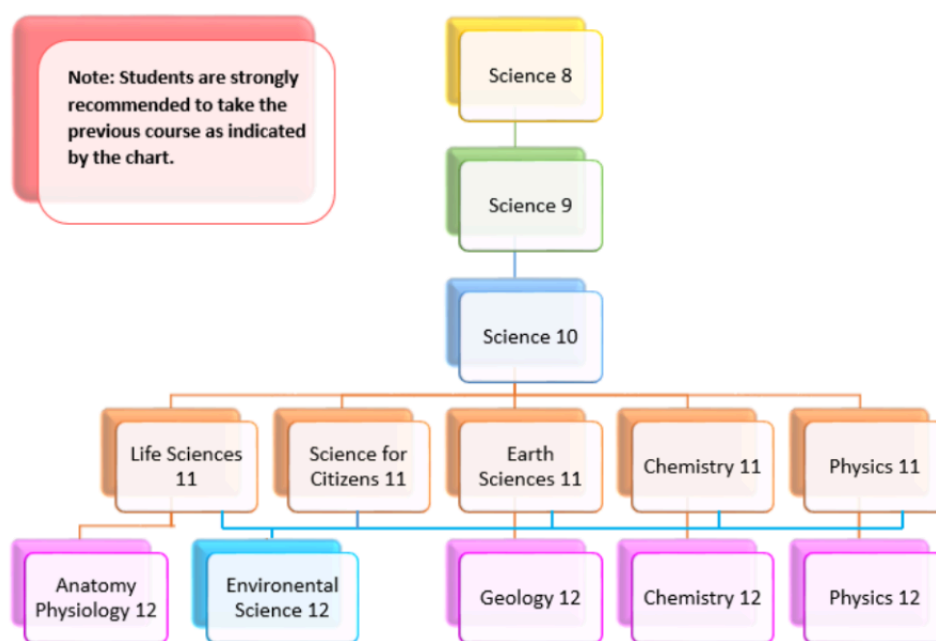 Note: Students are strongly
recommended to take the
previous course as indicated
by the chart.
Science 8
Science 9
Science 10
Life Sciences
11
Science for
Citizens 11
Earth
Sciences 11
Chemistry 11
Physics 11
Anatomy
Physiology 12
Environental
Science 12
Geology 12
Chemistry 12
Physics 12